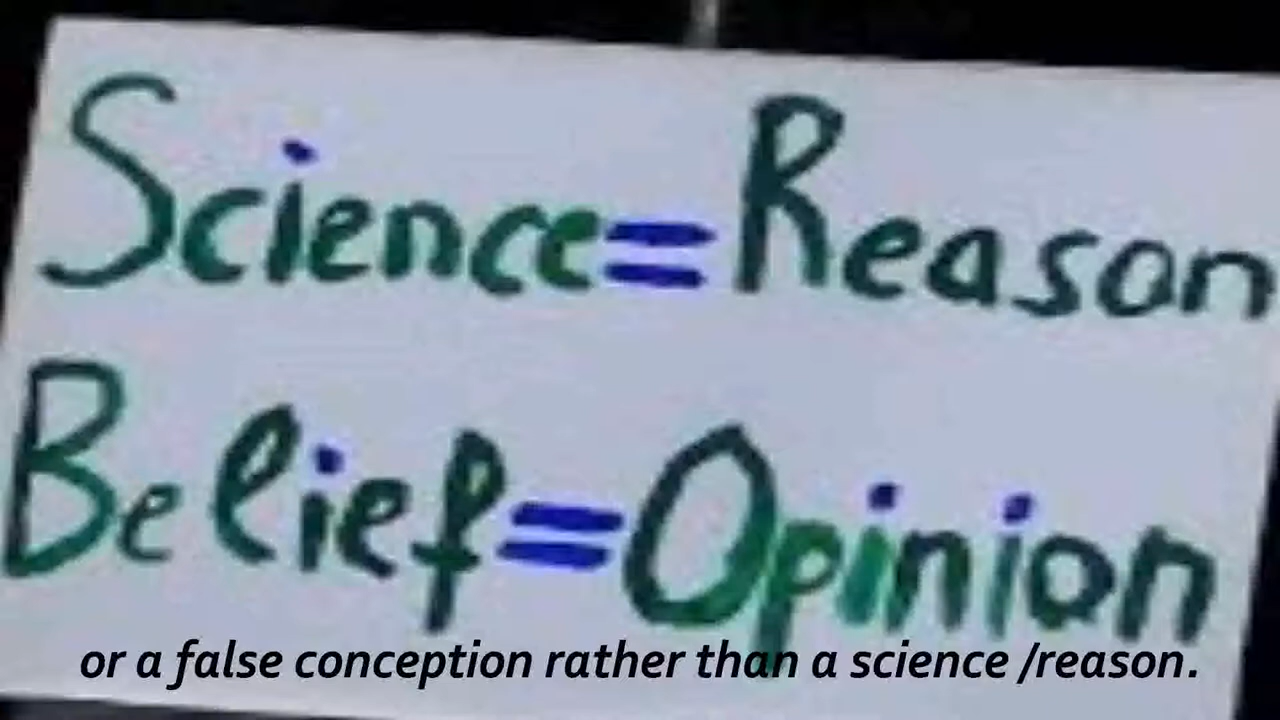 Science=Reason
Belief=Opinion
or a false conception rather than a science /reason.